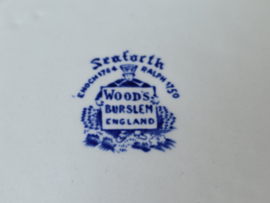 Seaforth
ENOCH 1784 RALPH 1750
WOOD'S
BURSLEM
ENGLAND